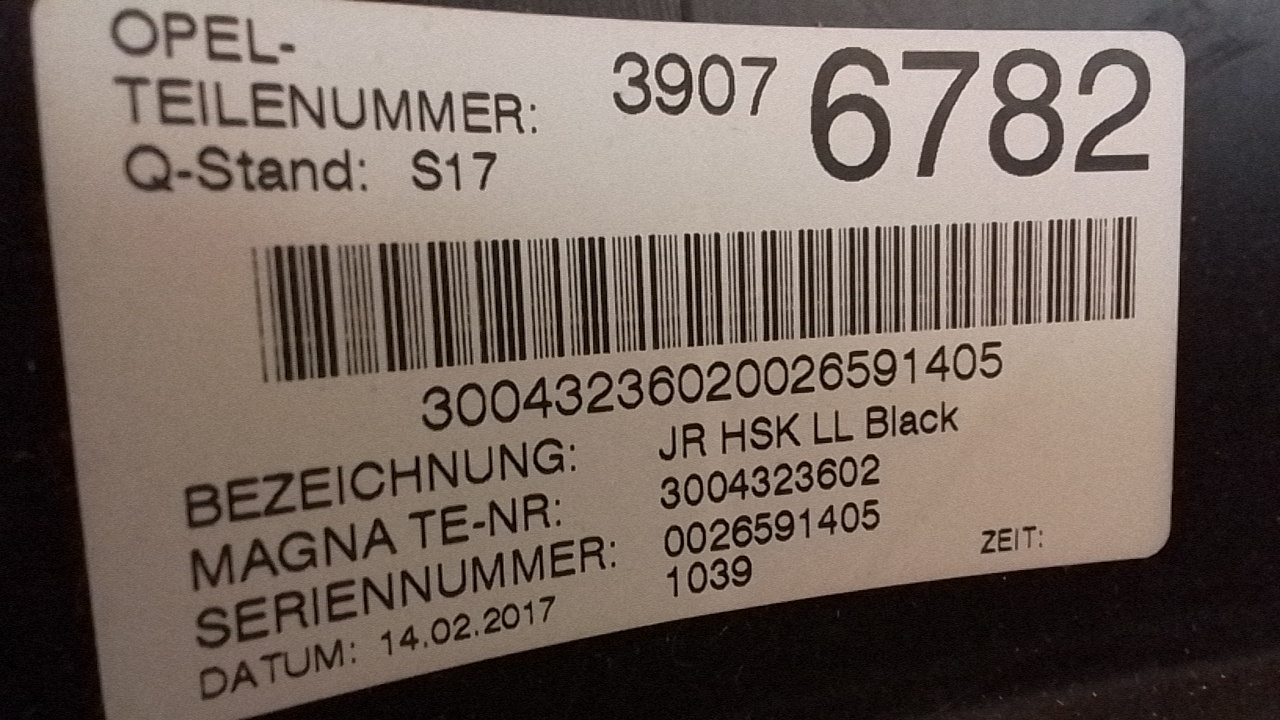 OPEL-
TEILENUMMER: 3907 6782
Q-Stand: S17
30043236020026591405
BEZEICHNUNG: JR HSK LL Black
MAGNA TE-NR: 3004323602
SERIENNUMMER: 0026591405
1039 ZEIT:
DATUM: 14.02.2017